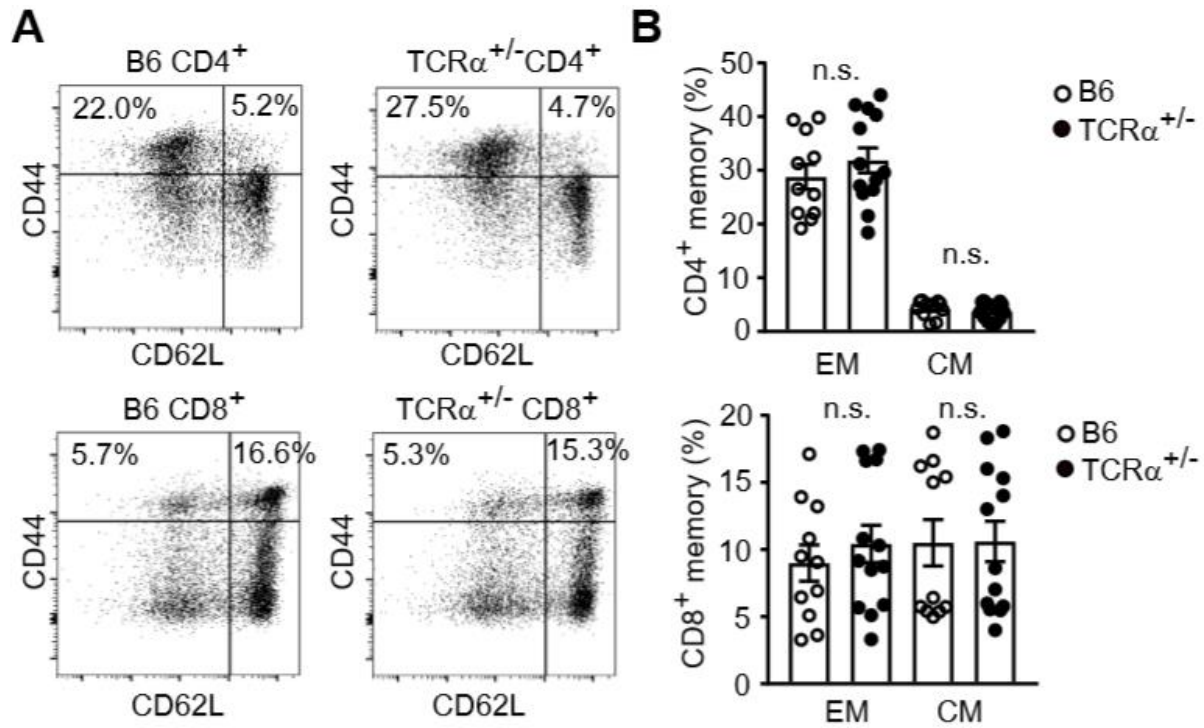 A
B6 CD4⁺
22.0%
5.2%
CD44
CD62L
TCRα⁺/⁻CD4⁺
27.5%
4.7%
CD44
CD62L
B6 CD8⁺
5.7%
16.6%
CD44
CD62L
TCRα⁺/⁻ CD8⁺
5.3%
15.3%
CD44
CD62L
B
CD4⁺ memory (%)
50
40
30
20
10
0
n.s.
n.s.
EM CM
B6
TCRα⁺/⁻
CD8⁺ memory (%)
20
15
10
5
0
n.s. n.s.
EM CM
B6
TCRα⁺/⁻